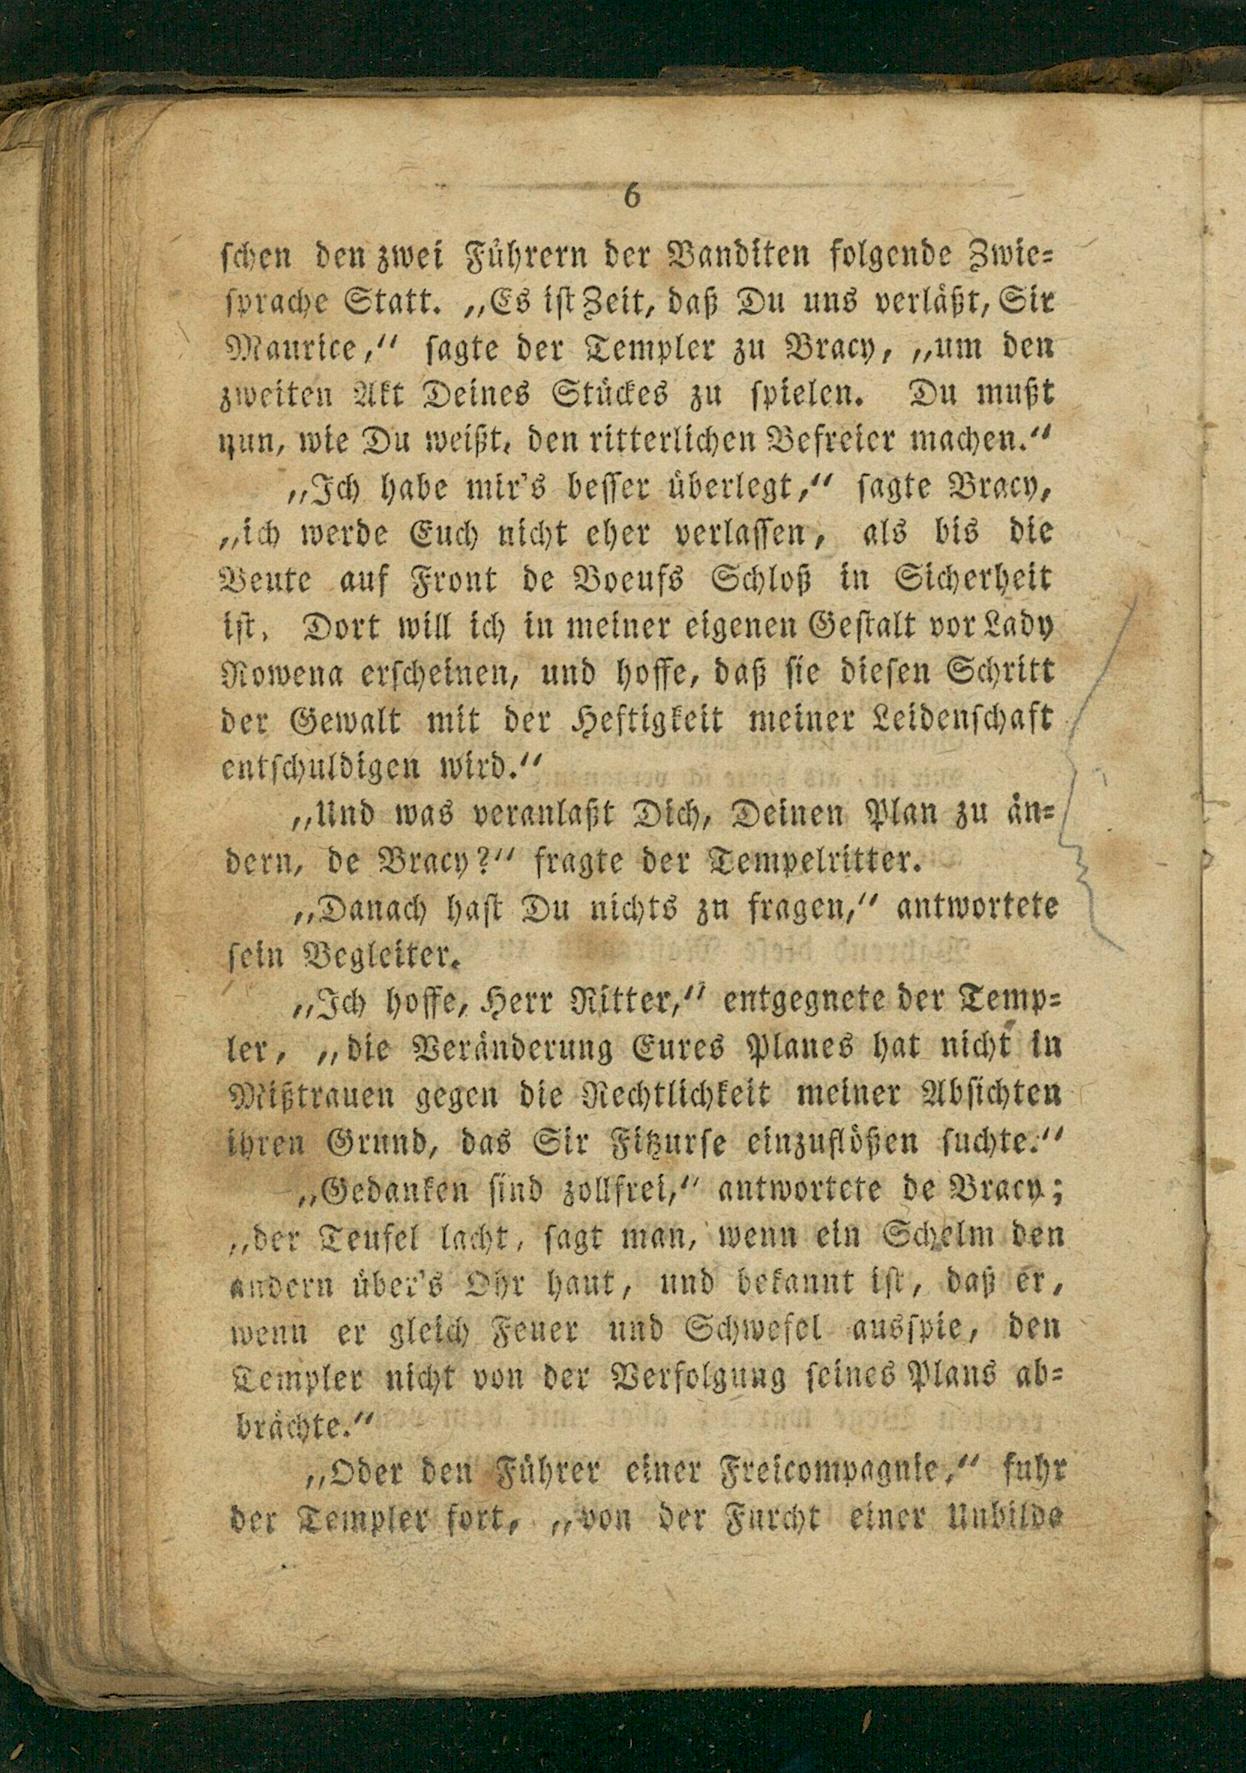 6
schen den zwei Führern der Banditen folgende Zwie=
sprache Statt. „Es ist Zeit, daß Du uns verläßt, Sir
Maurice,“ sagte der Templer zu Bracy, „um den
zweiten Akt Deines Stückes zu spielen. Du mußt
nun, wie Du weißt, den ritterlichen Befreier machen.“
„Ich habe mir's besser überlegt,“ sagte Bracy,
„ich werde Euch nicht eher verlassen, als bis die
Beute auf Front de Boeufs Schloß in Sicherheit
ist. Dort will ich in meiner eigenen Gestalt vor Lady
Rowena erscheinen, und hoffe, daß sie diesen Schritt
der Gewalt mit der Heftigkeit meiner Leidenschaft
entschuldigen wird.“
„Und was veranlaßt Dich, Deinen Plan zu än=
dern, de Bracy?“ fragte der Tempelritter.
„Danach hast Du nichts zu fragen,“ antwortete
sein Begleiter.
„Ich hoffe, Herr Ritter,“ entgegnete der Temp=
ler, „die Veränderung Eures Planes hat nicht in
Mißtrauen gegen die Rechtlichkeit meiner Absichten
ihren Grund, das Sir Fitzurse einzuflößen suchte.“
„Gedanken sind zollfrei,“ antwortete de Bracy;
„der Teufel lacht, sagt man, wenn ein Schelm den
andern über's Ohr haut, und bekannt ist, daß er,
wenn er gleich Feuer und Schwefel ausspie, den
Templer nicht von der Verfolgung seines Plans ab=
brächte.“
„Oder den Führer einer Freicompagnie,“ fuhr
der Templer fort, „von der Furcht einer Unbilde